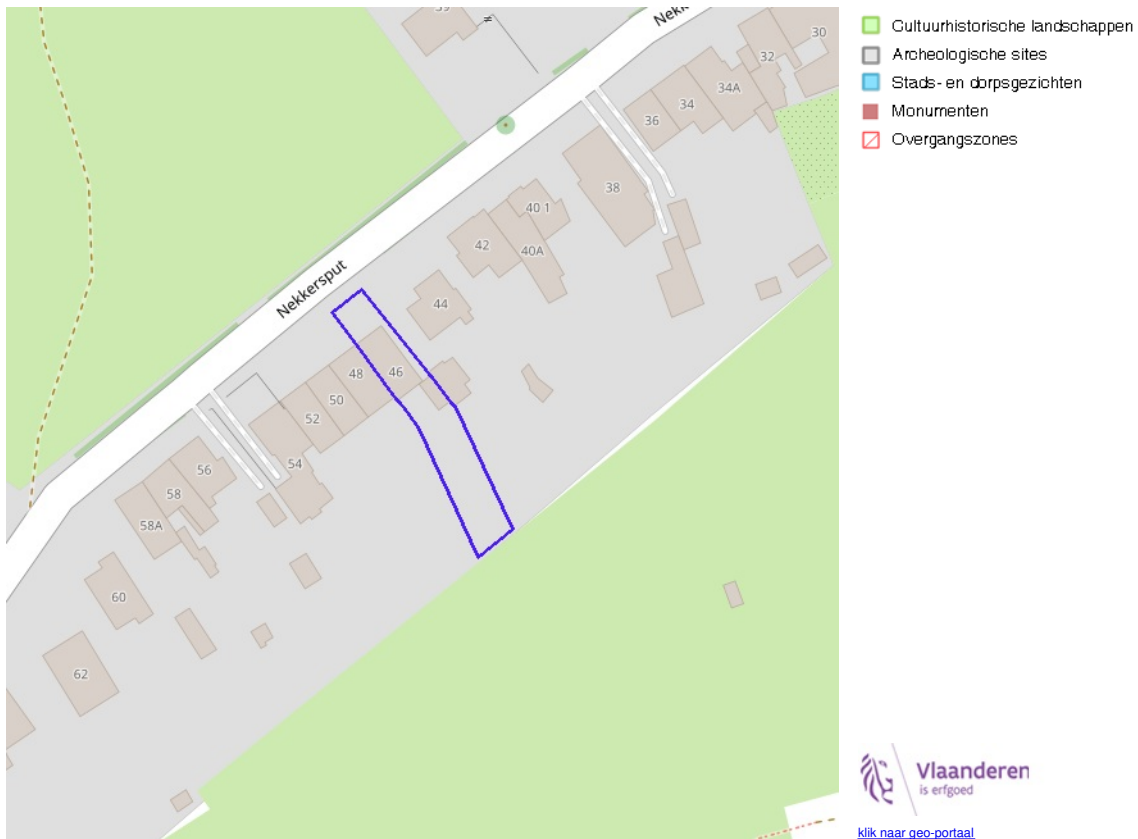 39
Nekkersput
30
32
34A
34
36
38
40 1
42
40A
Nekkersput
44
48
46
50
52
54
56
58
58A
60
62
Cultuurhistorische landschappen
Archeologische sites
Stads- en dorpsgezichten
Monumenten
Overgangszones
Vlaanderen
is erfgoed
klik naar geo-portaal